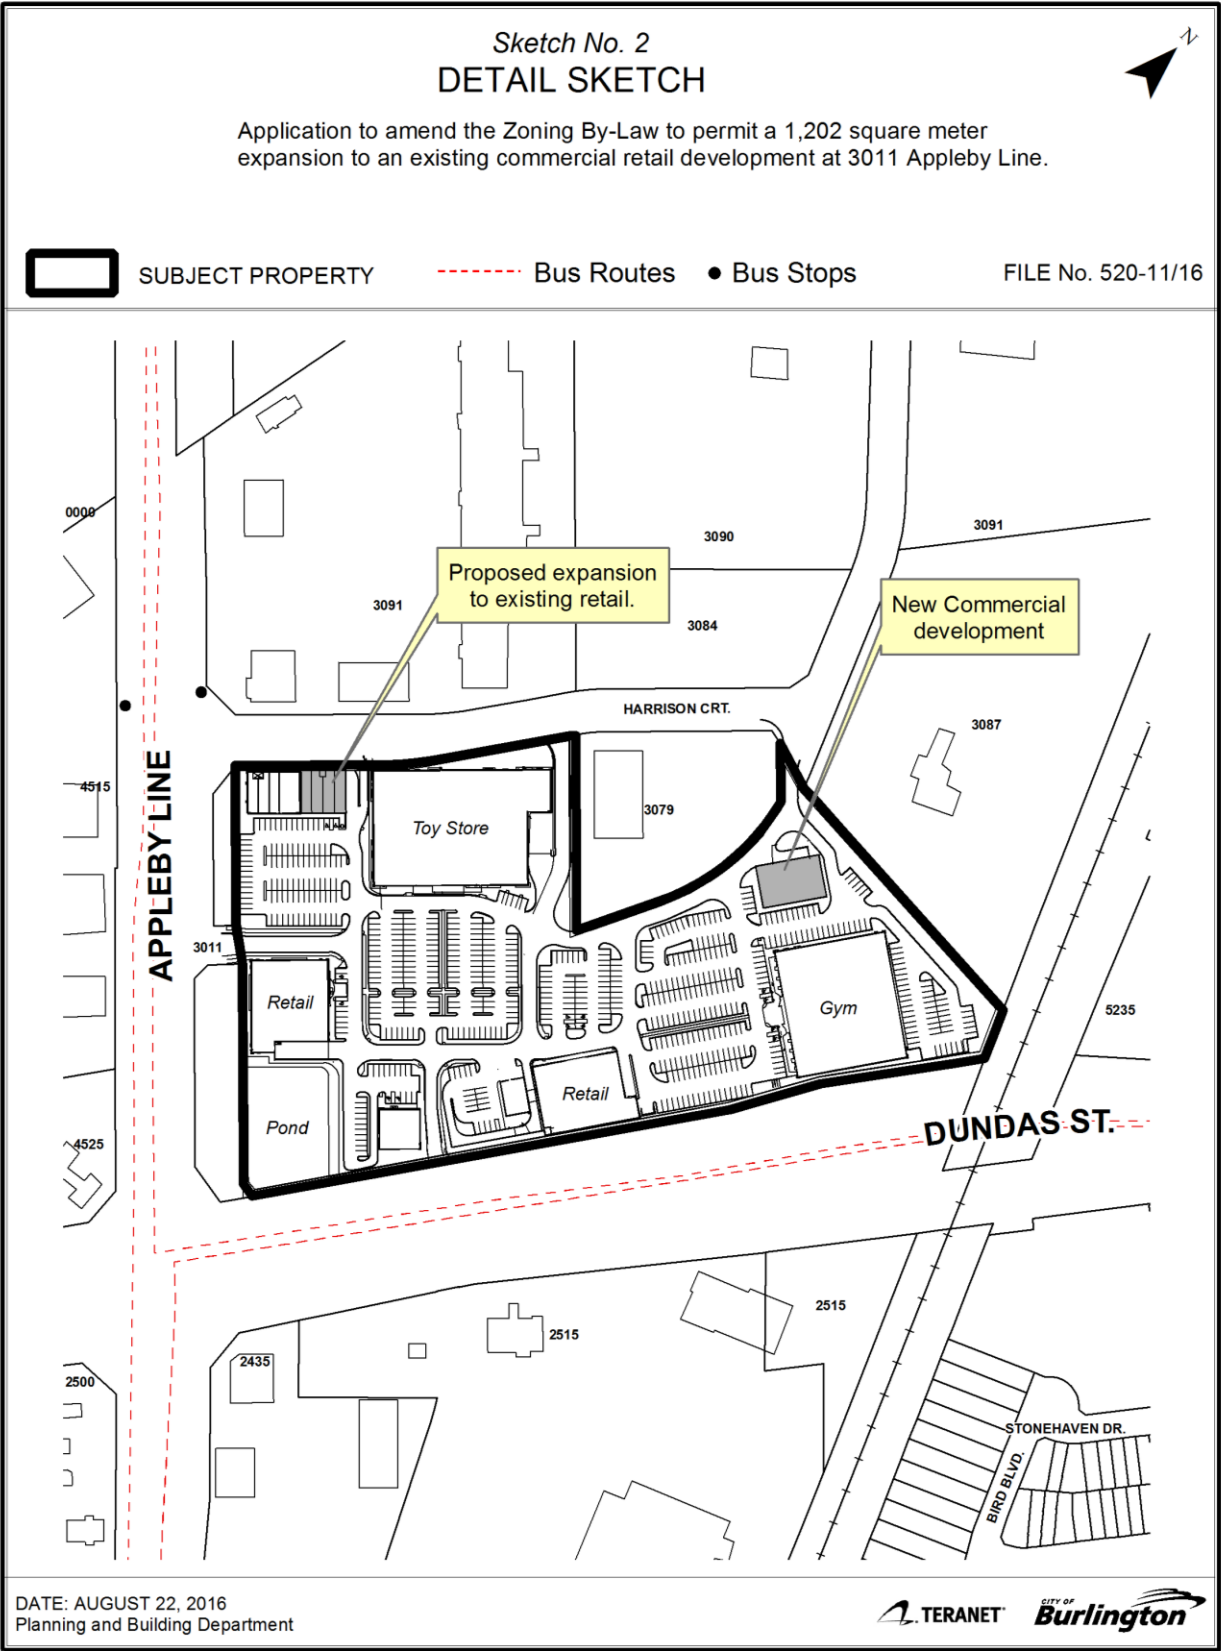 Sketch No. 2
DETAIL SKETCH
N
Application to amend the Zoning By-Law to permit a 1,202 square meter
expansion to an existing commercial retail development at 3011 Appleby Line.
SUBJECT PROPERTY
Bus Routes
Bus Stops
FILE No. 520-11/16
0000
3090
3091
Proposed expansion
to existing retail.
3091
New Commercial
development
3084
HARRISON CRT.
3087
APPLEBY LINE
4515
3079
Toy Store
3011
Retail
Gym
5235
Retail
Pond
DUNDAS ST.
4525
2515
2515
2435
2500
STONEHAVEN DR.
BIRD BLVD.
DATE: AUGUST 22, 2016
Planning and Building Department
TERANET
CITY OF
Burlington